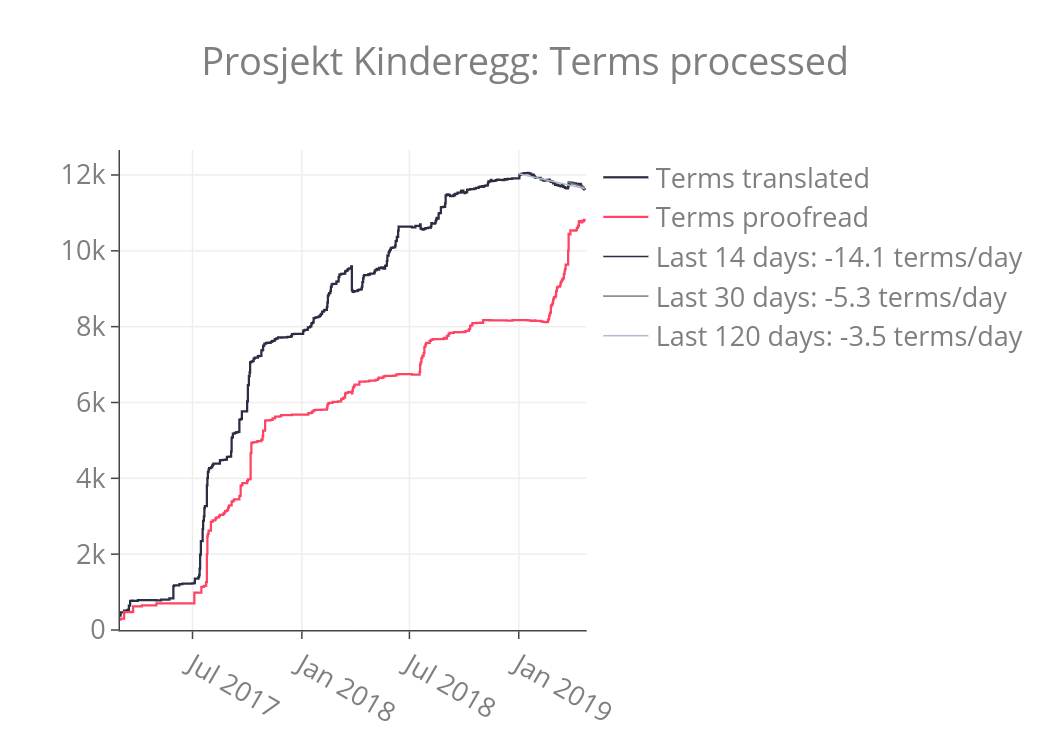 Prosjekt Kinderegg: Terms processed
12k
10k
8k
6k
4k
2k
0
Jul 2017
Jan 2018
Jul 2018
Jan 2019
Terms translated
Terms proofread
Last 14 days: -14.1 terms/day
Last 30 days: -5.3 terms/day
Last 120 days: -3.5 terms/day